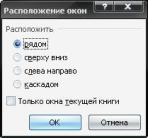 Расположение окон
Расположить
рядом
сверху вниз
слева направо
каскадом
Только окна текущей книги
ОК
Отмена